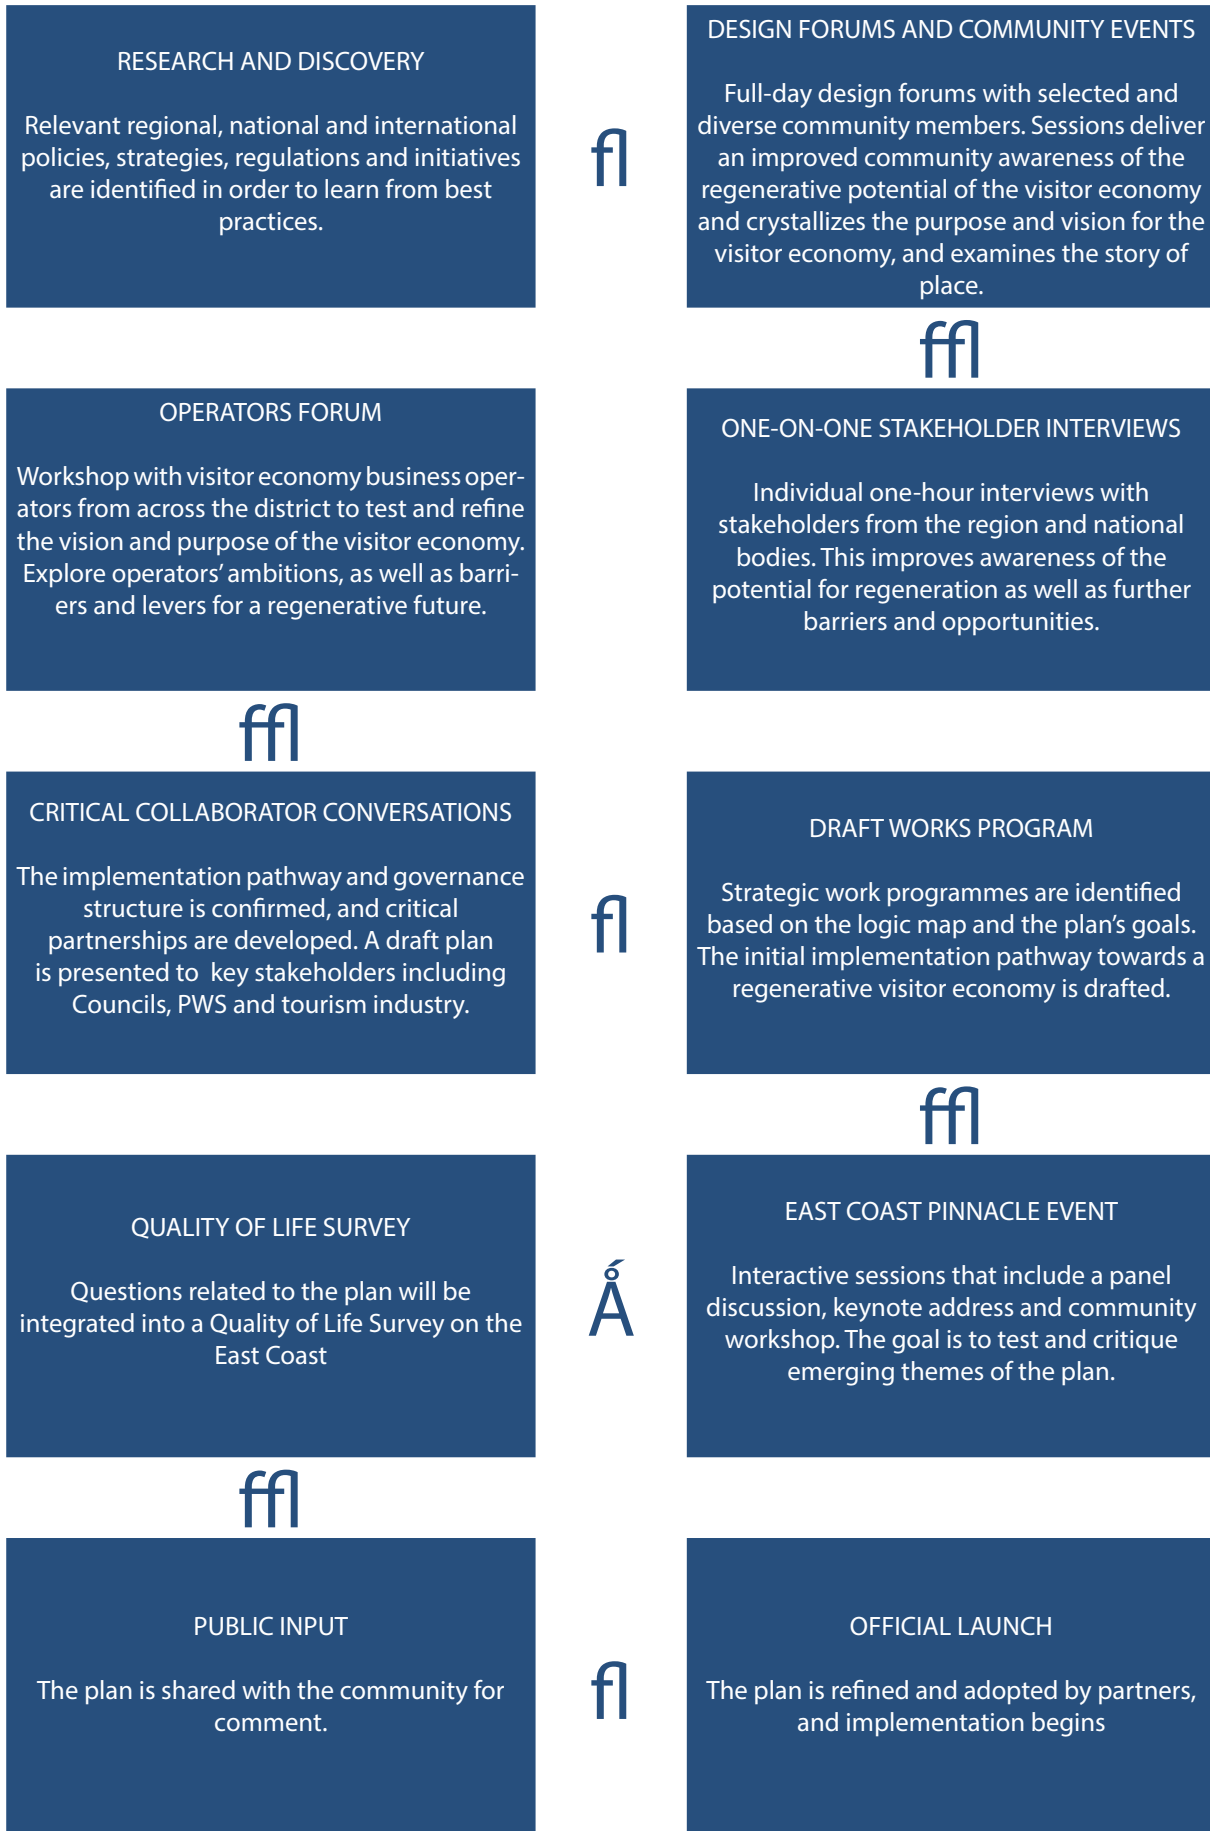 RESEARCH AND DISCOVERY
Relevant regional, national and international
policies, strategies, regulations and initiatives
are identified in order to learn from best
practices.
ﬂ
DESIGN FORUMS AND COMMUNITY EVENTS
Full-day design forums with selected and
diverse community members. Sessions deliver
an improved community awareness of the
regenerative potential of the visitor economy
and crystallizes the purpose and vision for the
visitor economy, and examines the story of
place.
ﬄ
OPERATORS FORUM
Workshop with visitor economy business oper-
ators from across the district to test and refine
the vision and purpose of the visitor economy.
Explore operators’ ambitions, as well as barri-
ers and levers for a regenerative future.
ONE-ON-ONE STAKEHOLDER INTERVIEWS
Individual one-hour interviews with
stakeholders from the region and national
bodies. This improves awareness of the
potential for regeneration as well as further
barriers and opportunities.
ﬄ
CRITICAL COLLABORATOR CONVERSATIONS
The implementation pathway and governance
structure is confirmed, and critical
partnerships are developed. A draft plan
is presented to  key stakeholders including
Councils, PWS and tourism industry.
ﬂ
DRAFT WORKS PROGRAM
Strategic work programmes are identified
based on the logic map and the plan’s goals.
The initial implementation pathway towards a
regenerative visitor economy is drafted.
ﬄ
QUALITY OF LIFE SURVEY
Questions related to the plan will be
integrated into a Quality of Life Survey on the
East Coast
Ǻ
EAST COAST PINNACLE EVENT
Interactive sessions that include a panel
discussion, keynote address and community
workshop. The goal is to test and critique
emerging themes of the plan.
ﬄ
PUBLIC INPUT
The plan is shared with the community for
comment.
ﬂ
OFFICIAL LAUNCH
The plan is refined and adopted by partners,
and implementation begins